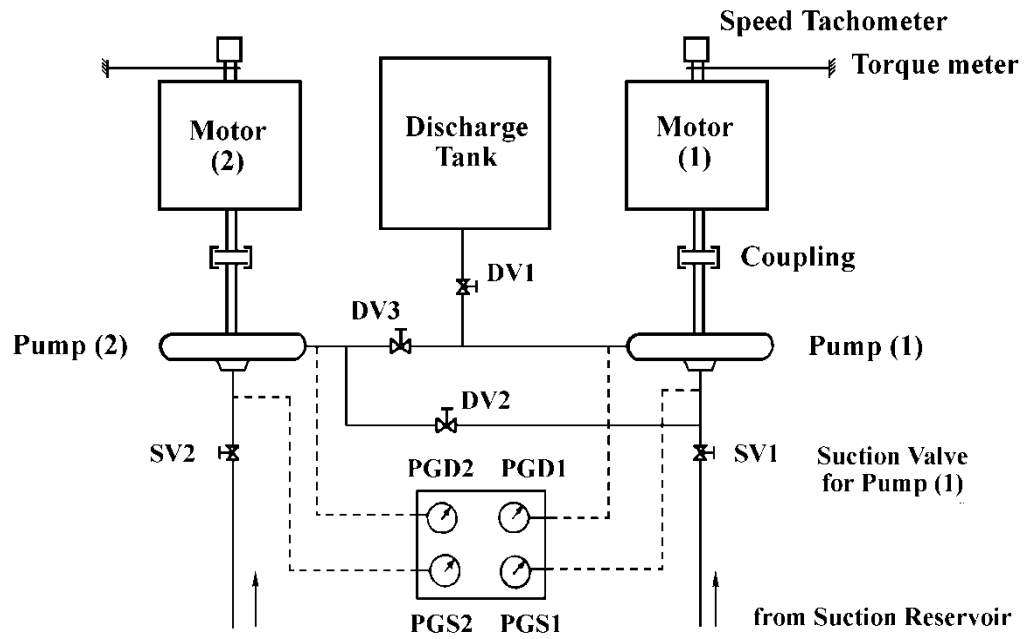 Speed Tachometer
Torque meter
Motor
(2)
Discharge
Tank
Motor
(1)
Coupling
DV1
DV3
Pump (2)
Pump (1)
DV2
SV2
SV1
Suction Valve
for Pump (1)
PGD2
PGD1
PGS2
PGS1
from Suction Reservoir